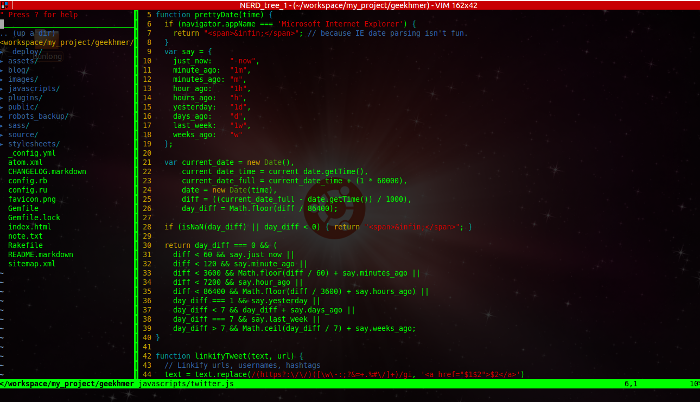 NERD_tree_1 - (~/workspace/my_project/geekhmer) - VIM 162x42
" Press ? for help
.. (up a dir)
<workspace/my_project/geekhmer/
▸ _deploy/
▸ assets/
▸ blog/
▸ images/
▸ javascripts/
▸ plugins/
▸ public/
▸ robots_backup/
▸ sass/
▸ source/
▸ stylesheets/
_config.yml
atom.xml
CHANGELOG.markdown
config.rb
config.ru
favicon.png
Gemfile
Gemfile.lock
index.html
note.txt
Rakefile
README.markdown
sitemap.xml
5 function prettyDate(time) {
6 if (navigator.appName === 'Microsoft Internet Explorer') {
7 return "<span>&infin;</span>"; // because IE date parsing isn't fun.
8 }
9 var say = {
10 just_now: " now",
11 minute_ago: "1m",
12 minutes_ago: "m",
13 hour_ago: "1h",
14 hours_ago: "h",
15 yesterday: "1d",
16 days_ago: "d",
17 last_week: "1w",
18 weeks_ago: "w"
19 };
20
21 var current_date = new Date(),
22 current_date_time = current_date.getTime(),
23 current_date_full = current_date_time + (1 * 60000),
24 date = new Date(time),
25 diff = ((current_date_full - date.getTime()) / 1000),
26 day_diff = Math.floor(diff / 86400);
27
28 if (isNaN(day_diff) || day_diff < 0) { return "<span>&infin;</span>"; }
29
30 return day_diff === 0 && (
31 diff < 60 && say.just_now ||
32 diff < 120 && say.minute_ago ||
33 diff < 3600 && Math.floor(diff / 60) + say.minutes_ago ||
34 diff < 7200 && say.hour_ago ||
35 diff < 86400 && Math.floor(diff / 3600) + say.hours_ago) ||
36 day_diff === 1 && say.yesterday ||
37 day_diff < 7 && day_diff + say.days_ago ||
38 day_diff === 7 && say.last_week ||
39 day_diff > 7 && Math.ceil(day_diff / 7) + say.weeks_ago;
40 }
41
42 function linkifyTweet(text, url) {
43 // Linkify urls, usernames, hashtags
44 text = text.replace(
</workspace/my_project/geekhmer javascripts/twitter.js 6,1 10%